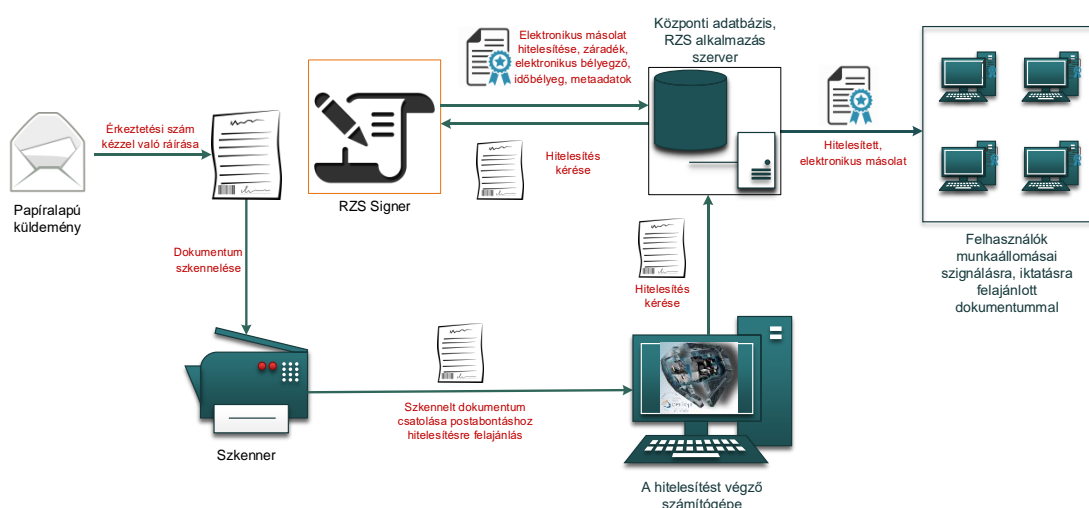 Papíralapú
küldemény
Érkeztetési szám
kézzel való ráírása
Dokumentum
szkennelése
Szkenner
Szkennelt dokumentum
csatolása postabontáshoz
hitelesítésre felajánlás
A hitelesítést végző
számítógépe
Hitelesítés
kérése
RZS Signer
Hitelesítés
kérése
Elektronikus másolat
hitelesítése, záradék,
elektronikus bélyegző,
időbélyeg, metaadatok
Központi adatbázis,
RZS alkalmazás
szerver
Hitelesített,
elektronikus másolat
Felhasználók
munkaállomásai
szignálásra, iktatásra
felajánlott
dokumentummal